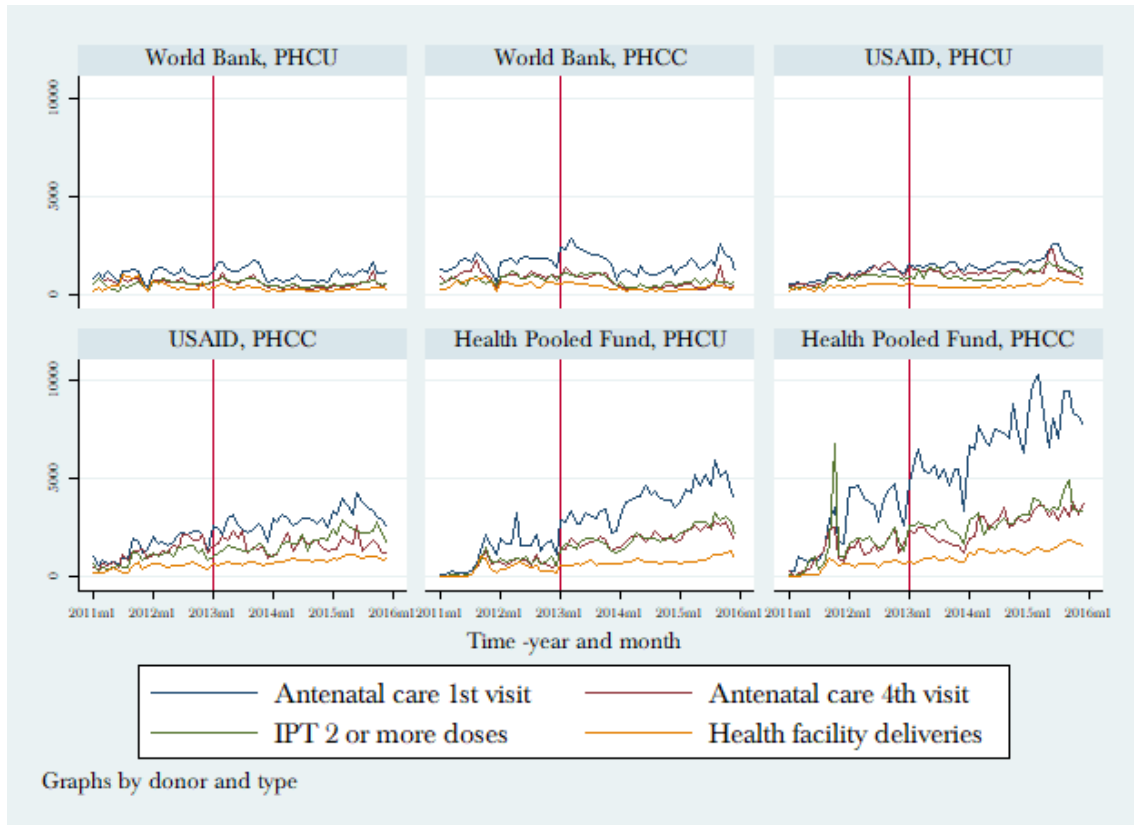 World Bank, PHCU
World Bank, PHCC
USAID, PHCU
10000
5000
0
USAID, PHCC
Health Pooled Fund, PHCU
Health Pooled Fund, PHCC
10000
5000
0
2011m1 2012m1 2013m1 2014m1 2015m1 2016m1
2011m1 2012m1 2013m1 2014m1 2015m1 2016m1
2011m1 2012m1 2013m1 2014m1 2015m1 2016m1
Time -year and month
Antenatal care 1st visit
Antenatal care 4th visit
IPT 2 or more doses
Health facility deliveries
Graphs by donor and type